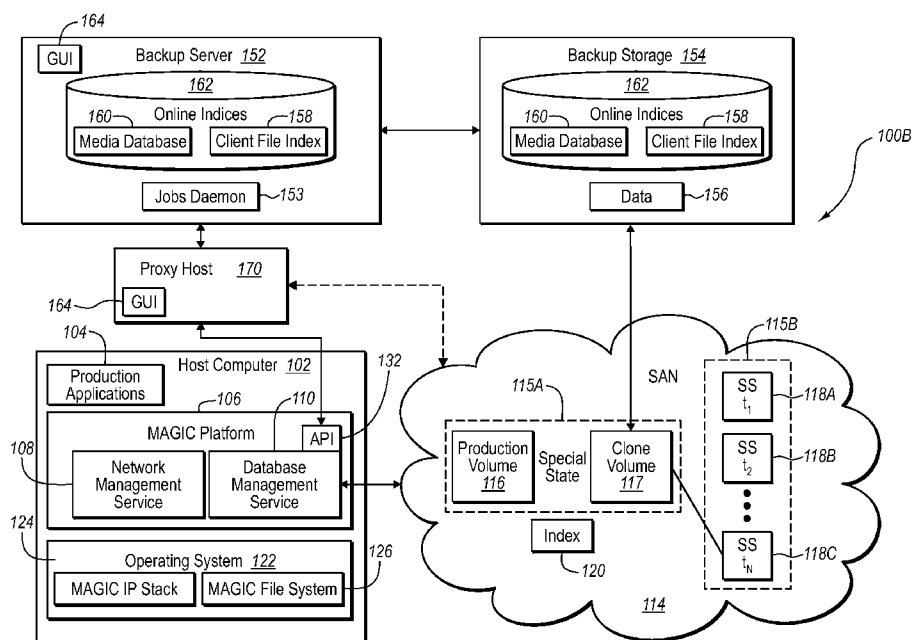 164
GUI
Backup Server 152
162
Online Indices
160
158
Media Database
Client File Index
Jobs Daemon
153
Backup Storage 154
162
Online Indices
160
158
Media Database
Client File Index
Data
156
100B
Proxy Host 170
164
GUI
104
Host Computer 102
132
Production
Applications
106
110
MAGIC Platform
API
108
Network
Management
Service
Database
Management
Service
124
Operating System 122
126
MAGIC IP Stack
MAGIC File System
SAN
115A
115B
Production
Volume
116
Special
State
Clone
Volume
117
Index
120
114
SS
t1
118A
SS
t2
118B
SS
tN
118C